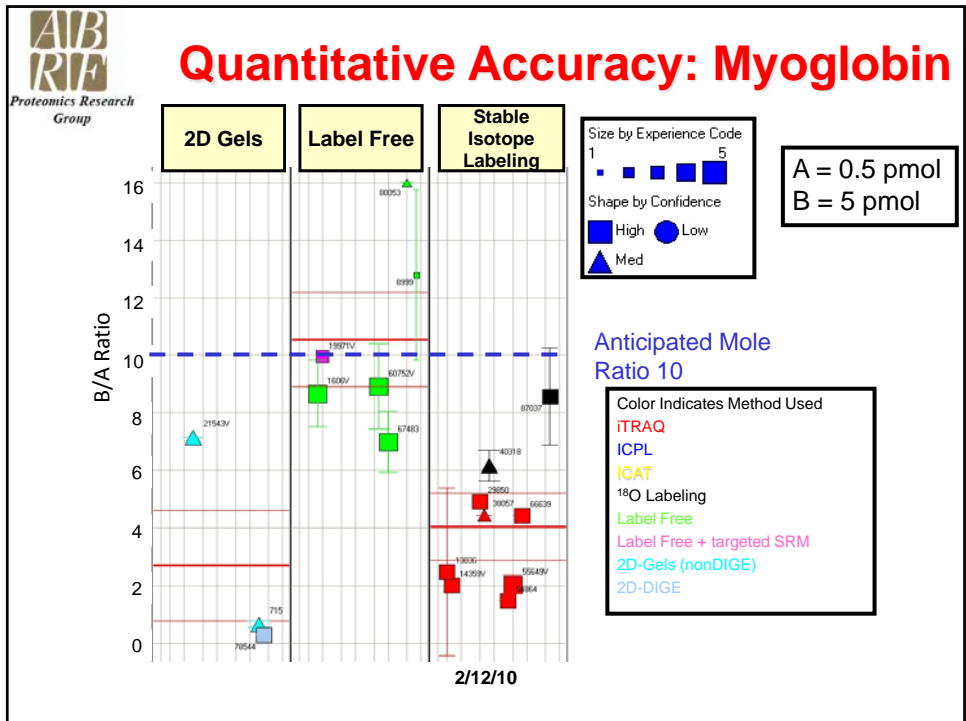 ABRF
Proteomics Research
Group
Quantitative Accuracy: Myoglobin
2D Gels
Label Free
Stable
Isotope
Labeling
Size by Experience Code
1 5
Shape by Confidence
High Low
Med
A = 0.5 pmol
B = 5 pmol
B/A Ratio
16
14
12
10
8
6
4
2
0
80053
8999
19971V
1606V
60752V
67483
21543V
715
78544
87037
40318
29850
38057
66639
13836
14359V
55649V
Anticipated Mole
Ratio 10
Color Indicates Method Used
iTRAQ
ICPL
ICAT
18O Labeling
Label Free
Label Free + targeted SRM
2D-Gels (nonDIGE)
2D-DIGE
2/12/10